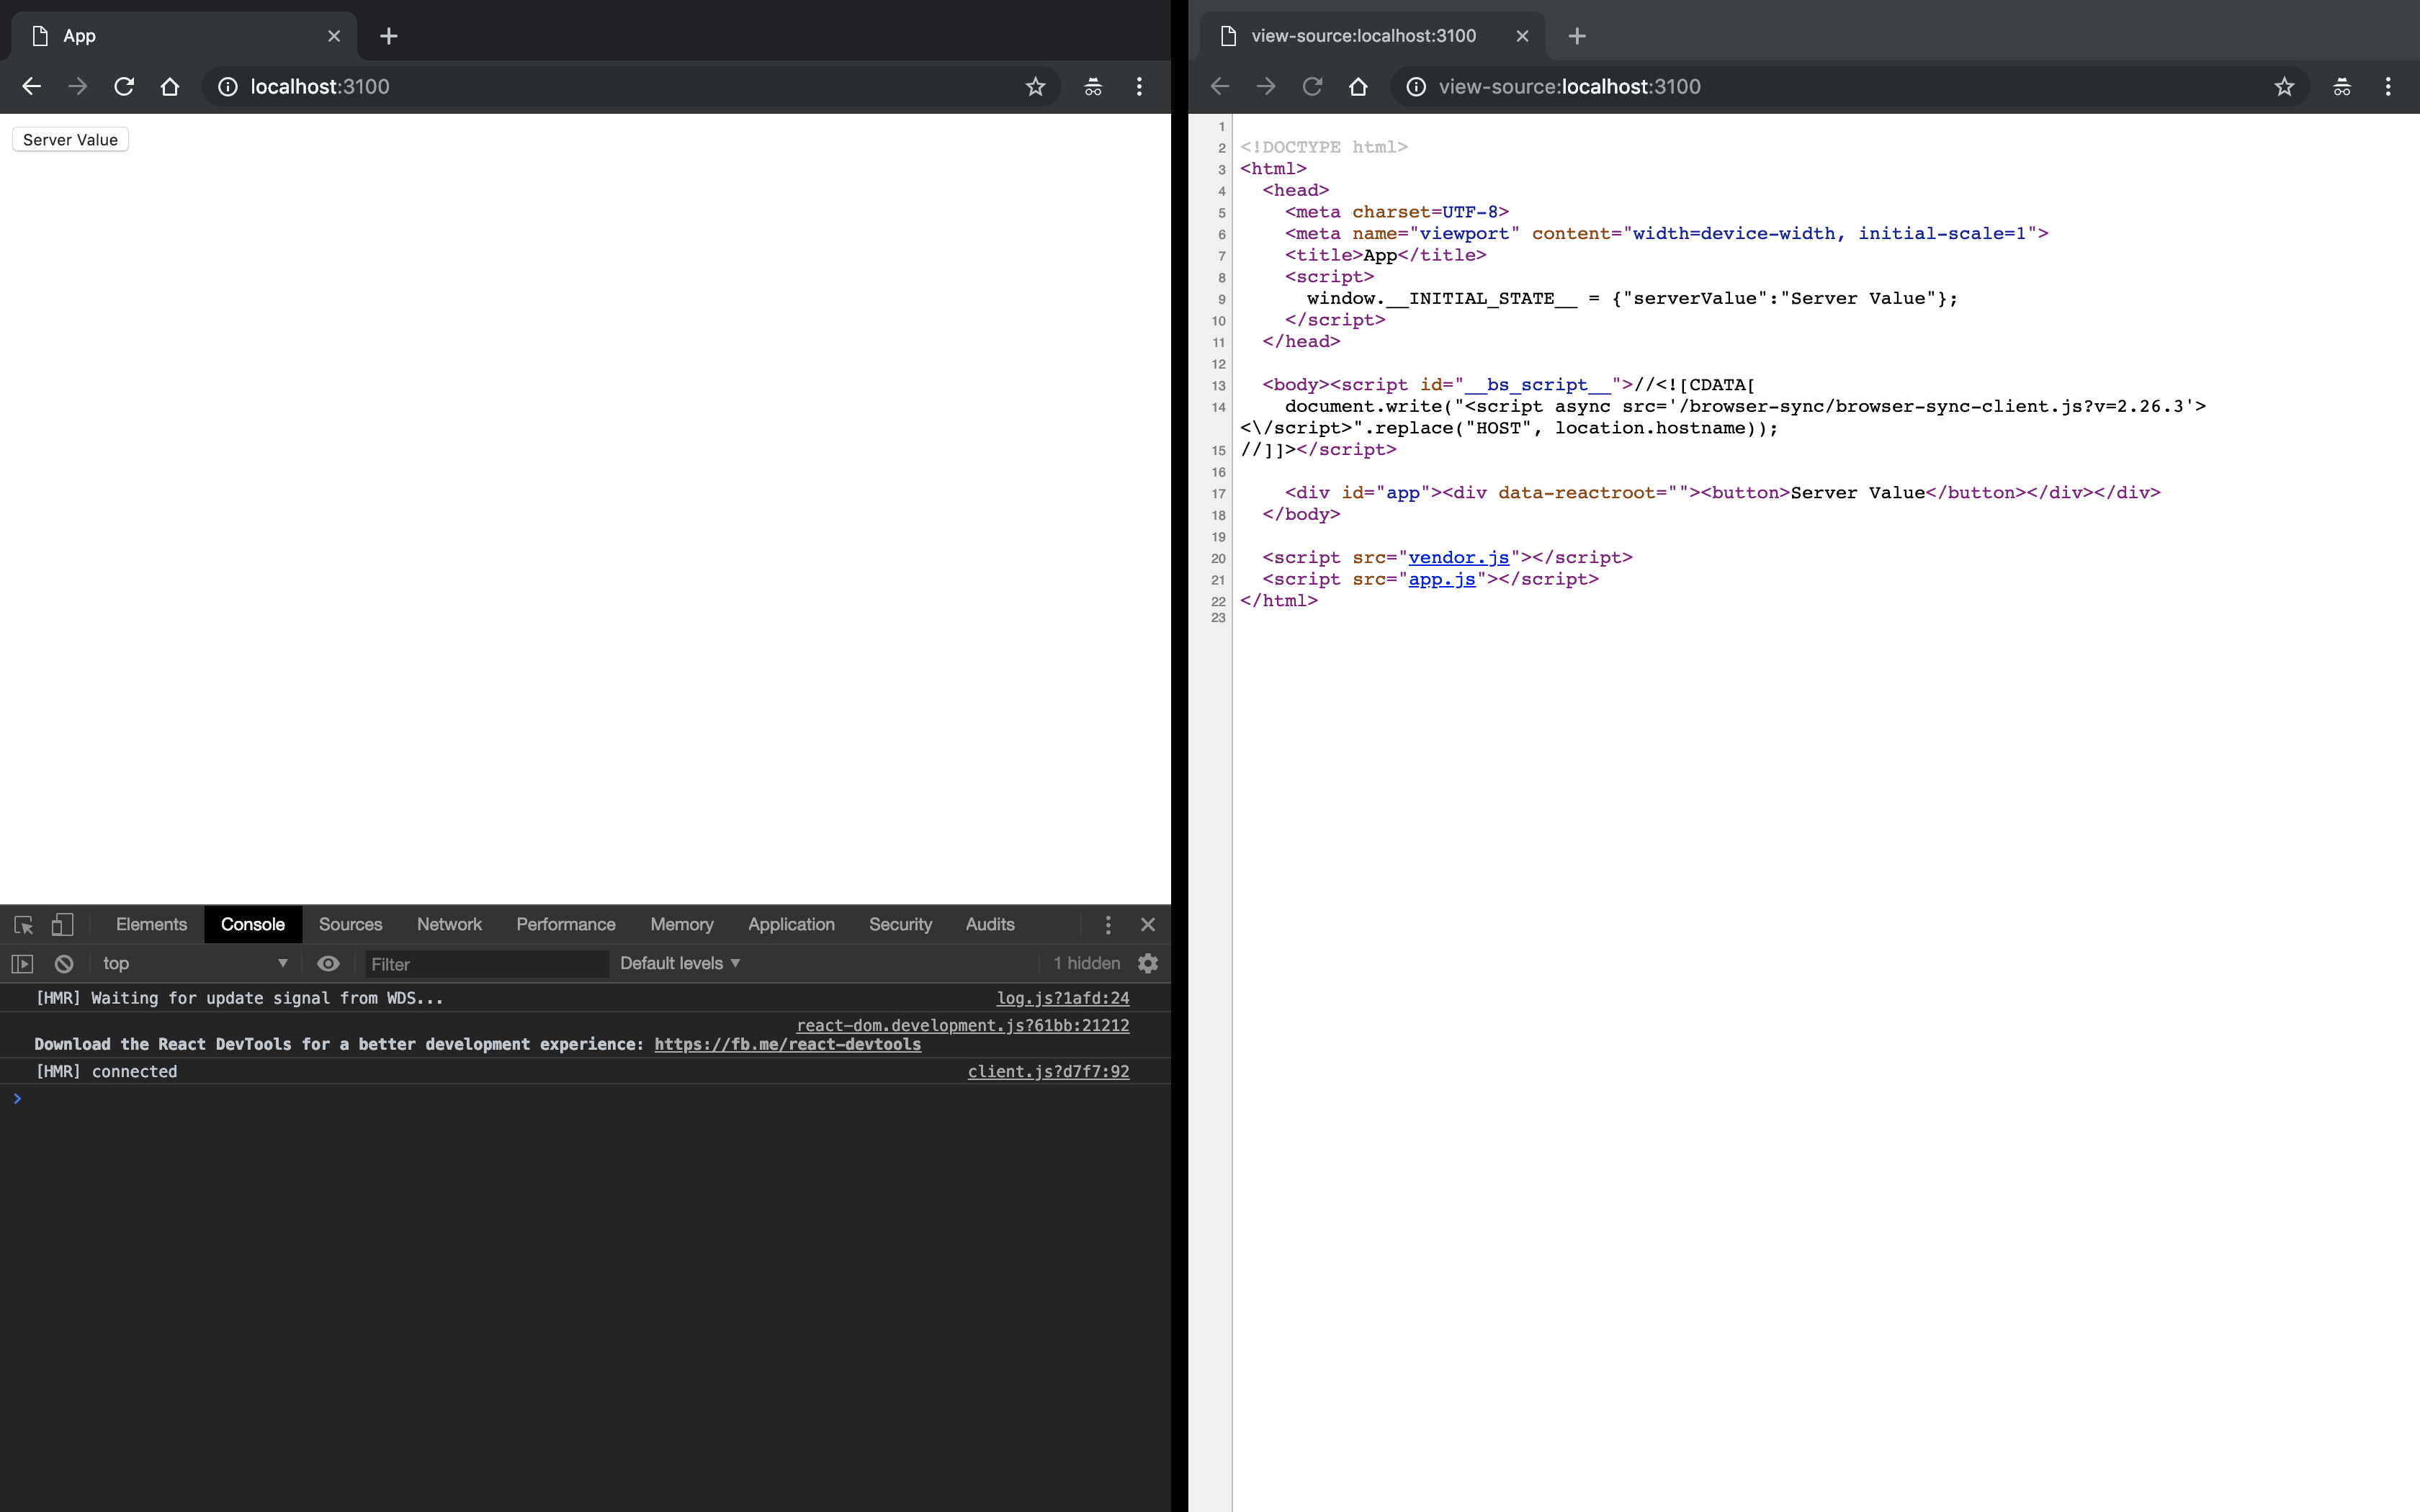 App
localhost:3100
Server Value
Elements Console Sources Network Performance Memory Application Security Audits
top Filter Default levels 1 hidden
[HMR] Waiting for update signal from WDS... log.js?1afd:24
react-dom.development.js?61bb:21212
Download the React DevTools for a better development experience: https://fb.me/react-devtools
[HMR] connected client.js?d7f7:92
view-source:localhost:3100
view-source:localhost:3100
1
2 <!DOCTYPE html>
3 <html>
4 <head>
5 <meta charset=UTF-8>
6 <meta name="viewport" content="width=device-width, initial-scale=1">
7 <title>App</title>
8 <script>
9 window.__INITIAL_STATE__ = {"serverValue":"Server Value"};
10 </script>
11 </head>
12
13 <body><script id="__bs_script__">//<![CDATA[
14 document.write("<script async src='/browser-sync/browser-sync-client.js?v=2.26.3'>
<\/script>".replace("HOST", location.hostname));
15 //]]></script>
16
17 <div id="app"><div data-reactroot=""><button>Server Value</button></div></div>
18 </body>
19
20 <script src="vendor.js"></script>
21 <script src="app.js"></script>
22 </html>
23